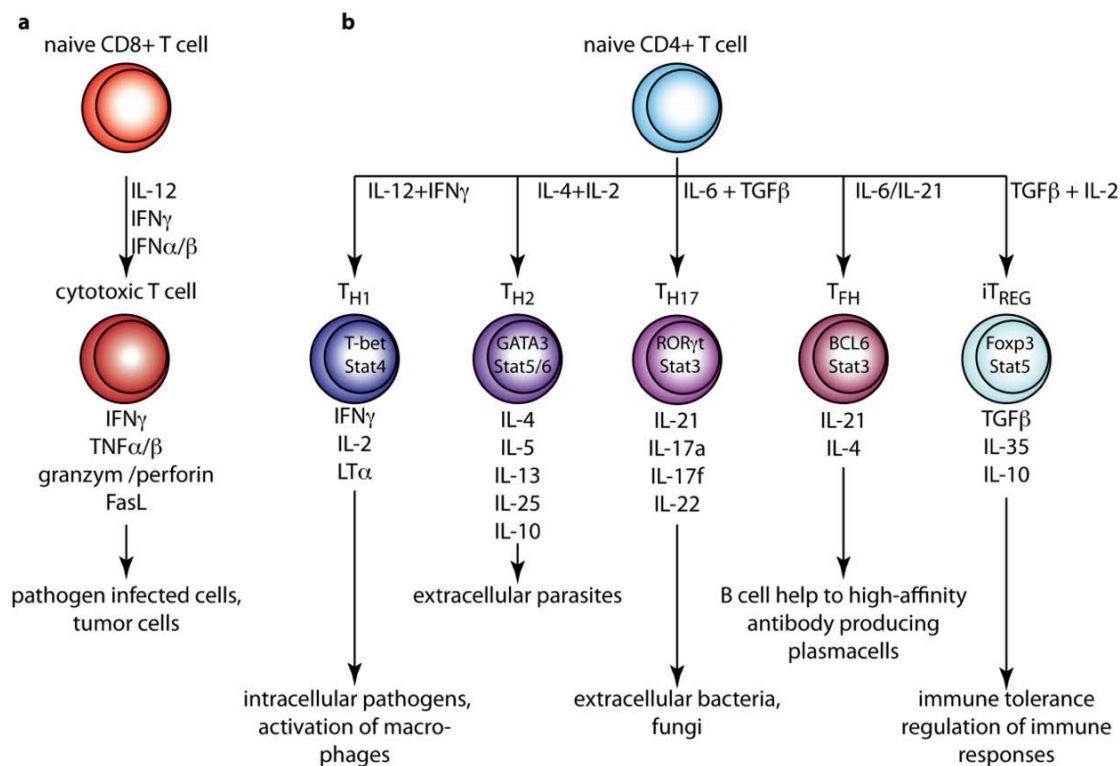 a
naive CD8+ T cell
IL-12
IFNγ
IFNα/β
cytotoxic T cell
IFNγ
TNFα/β
granzym /perforin
FasL
pathogen infected cells,
tumor cells
b
naive CD4+ T cell
IL-12+IFNγ
IL-4+IL-2
IL-6 + TGFβ
IL-6/IL-21
TGFβ + IL-2
TH1
T-bet
Stat4
IFNγ
IL-2
LTα
intracellular pathogens,
activation of macro-
phages
TH2
GATA3
Stat5/6
IL-4
IL-5
IL-13
IL-25
IL-10
extracellular parasites
TH17
RORγt
Stat3
IL-21
IL-17a
IL-17f
IL-22
extracellular bacteria,
fungi
TFH
BCL6
Stat3
IL-21
IL-4
B cell help to high-affinity
antibody producing
plasmacells
iTREG
Foxp3
Stat5
TGFβ
IL-35
IL-10
immune tolerance
regulation of immune
responses